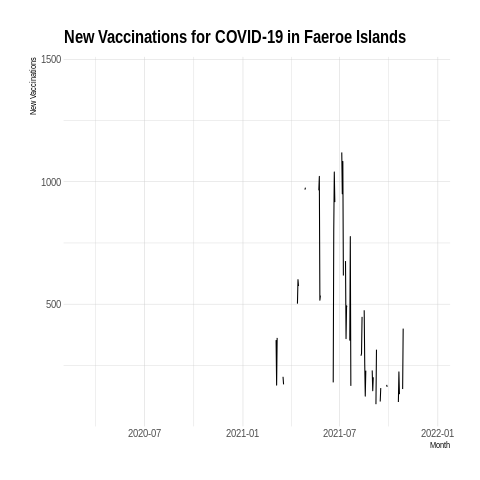 New Vaccinations for COVID-19 in Faeroe Islands
New Vaccinations
1500
1000
500
2020-07 2021-01 2021-07 2022-01
Month